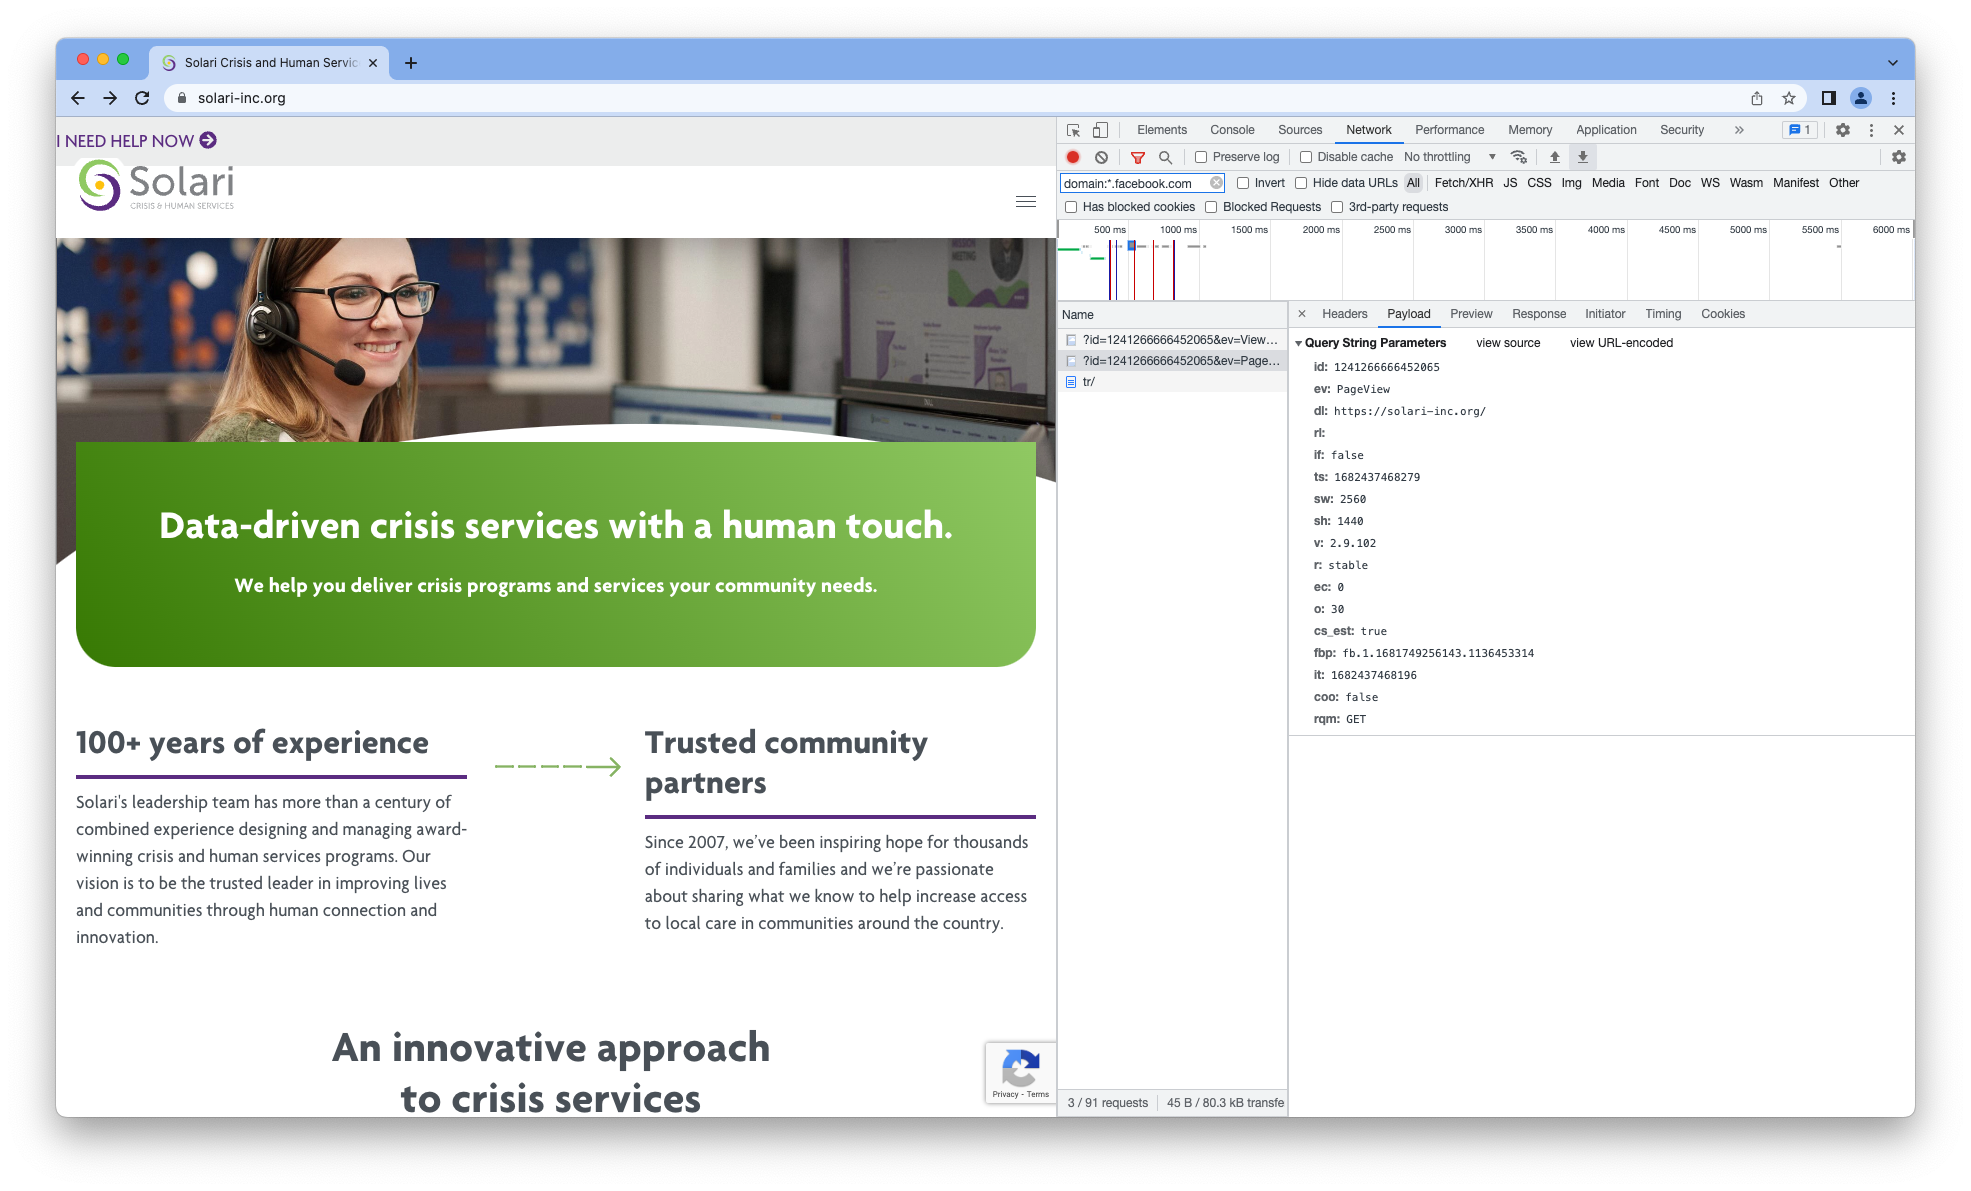 Solari Crisis and Human Servic
solari-inc.org
I NEED HELP NOW
Solari
CRISIS & HUMAN SERVICES
MISSION
MEETING
Data-driven crisis services with a human touch.
We help you deliver crisis programs and services your community needs.
100+ years of experience
Solari's leadership team has more than a century of
combined experience designing and managing award-
winning crisis and human services programs. Our
vision is to be the trusted leader in improving lives
and communities through human connection and
innovation.
Trusted community
partners
Since 2007, we've been inspiring hope for thousands
of individuals and families and we're passionate
about sharing what we know to help increase access
to local care in communities around the country.
An innovative approach
to crisis services
Privacy - Terms
Elements Console Sources Network Performance Memory Application Security » 1
Preserve log Disable cache No throttling
domain:*.facebook.com Invert Hide data URLs All Fetch/XHR JS CSS Img Media Font Doc WS Wasm Manifest Other
Has blocked cookies Blocked Requests 3rd-party requests
500 ms 1000 ms 1500 ms 2000 ms 2500 ms 3000 ms 3500 ms 4000 ms 4500 ms 5000 ms 5500 ms 6000 ms
Name
?id=1241266666452065&ev=View...
?id=1241266666452065&ev=Page...
tr/
3 / 91 requests 45 B / 80.3 kB transfe
Headers Payload Preview Response Initiator Timing Cookies
Query String Parameters view source view URL-encoded
id: 1241266666452065
ev: PageView
dl: https://solari-inc.org/
rl:
if: false
ts: 1682437468279
sw: 2560
sh: 1440
v: 2.9.102
r: stable
ec: 0
o: 30
cs_est: true
fbp: fb.1.1681749256143.1136453314
it: 1682437468196
coo: false
rqm: GET